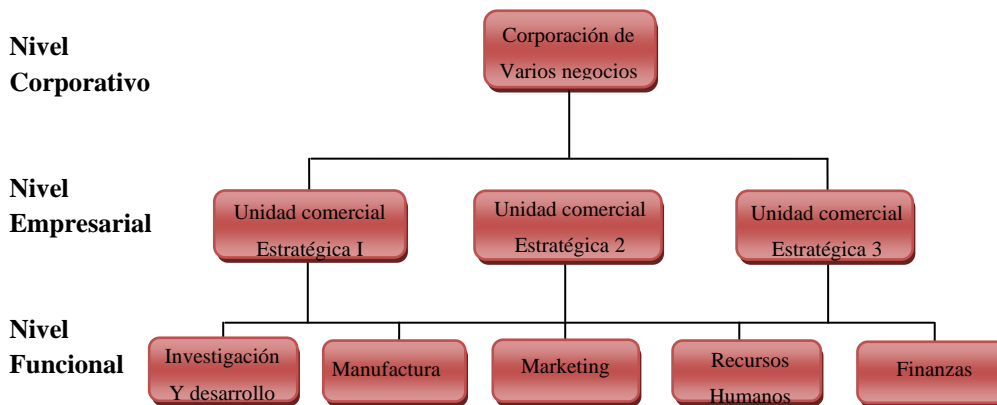 Nivel
Corporativo
Corporación de
Varios negocios
Nivel
Empresarial
Unidad comercial
Estratégica I
Unidad comercial
Estratégica 2
Unidad comercial
Estratégica 3
Nivel
Funcional
Investigación
Y desarrollo
Manufactura
Marketing
Recursos
Humanos
Finanzas